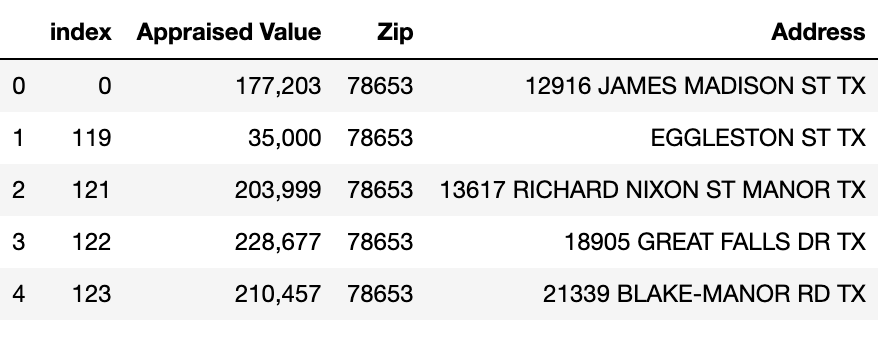 index Appraised Value Zip Address
0 0 177,203 78653 12916 JAMES MADISON ST TX
1 119 35,000 78653 EGGLESTON ST TX
2 121 203,999 78653 13617 RICHARD NIXON ST MANOR TX
3 122 228,677 78653 18905 GREAT FALLS DR TX
4 123 210,457 78653 21339 BLAKE-MANOR RD TX